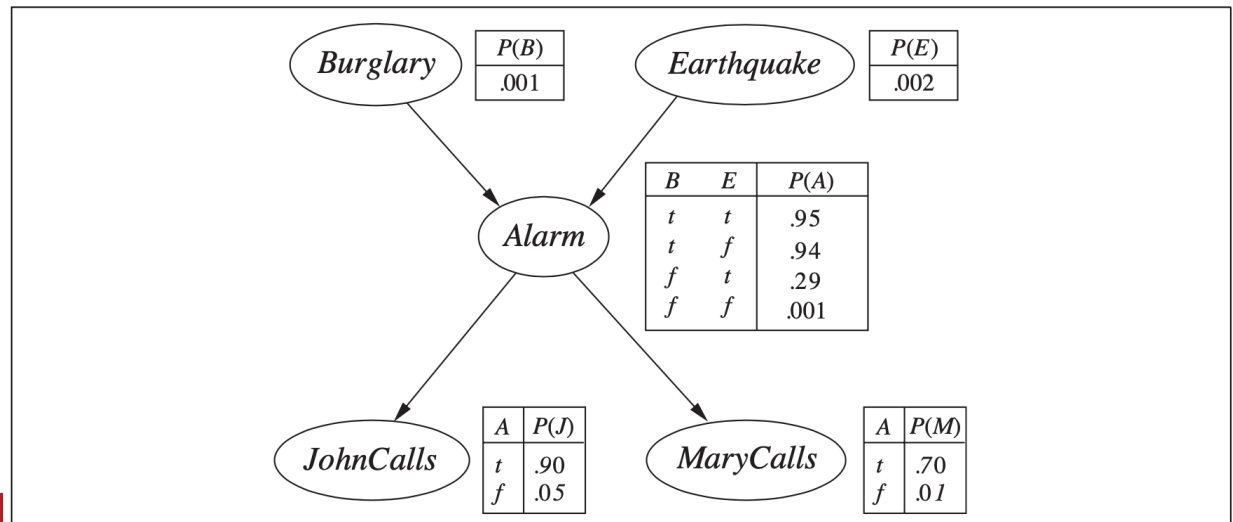 Burglary
P(B)
.001
Earthquake
P(E)
.002
Alarm
B E P(A)
t t .95
t f .94
f t .29
f f .001
JohnCalls
A P(J)
t .90
f .05
MaryCalls
A P(M)
t .70
f .01